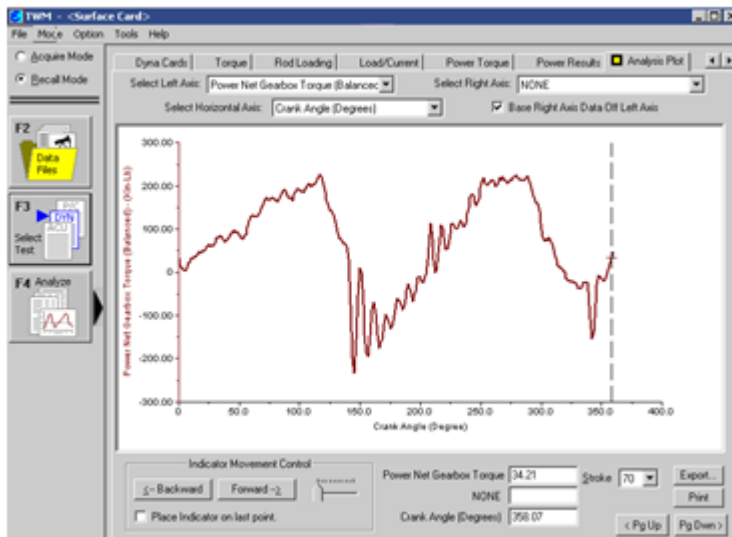 TWM - <Surface Card>
File Mode Option Tools Help
Acquire Mode
Recall Mode
F2
Data
Files
F3
P/C
DYN
ACU
Select
Test
F4 Analyze
Dyna Cards Torque Rod Loading Load/Current Power Torque Power Results Analysis Plot
Select Left Axis: Power Net Gearbox Torque (Balanced Select Right Axis: NONE
Select Horizontal Axis: Crank Angle (Degrees) Base Right Axis Data Off Left Axis
Power Net Gearbox Torque (Balanced) - (Kin-Lb)
300.00
200.00
100.00
0
-100.00
-200.00
-300.00
0 50.0 100.0 150.0 200.0 250.0 300.0 350.0 400.0
Crank Angle (Degree)
Indicator Movement Control
<- Backward Forward ->
Place Indicator on last point.
Power Net Gearbox Torque 34.21
NONE
Crank Angle (Degrees) 358.07
Stroke 70
Export...
Print
< Pg Up Pg Dwn >